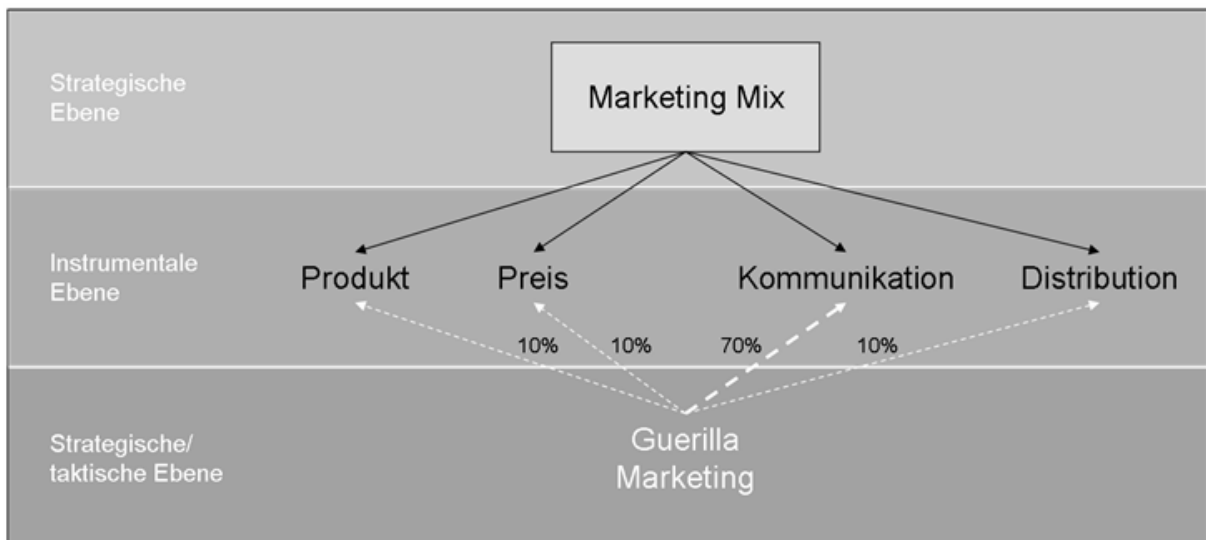 Strategische
Ebene
Marketing Mix
Instrumentale
Ebene
Produkt
Preis
Kommunikation
Distribution
10%
10%
70%
10%
Strategische/
taktische Ebene
Guerilla
Marketing